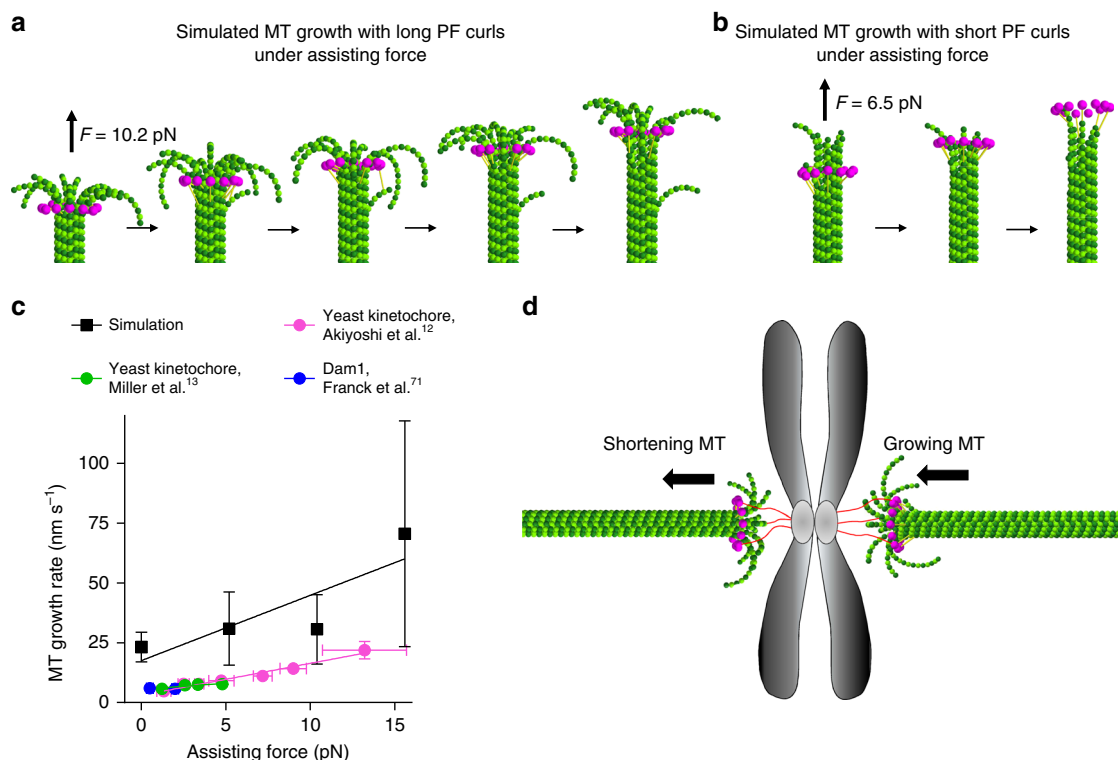 a
Simulated MT growth with long PF curls
under assisting force
F = 10.2 pN
b
Simulated MT growth with short PF curls
under assisting force
F = 6.5 pN
c
Simulation
Yeast kinetochore,
Akiyoshi et al.12
Yeast kinetochore,
Miller et al.13
Dam1,
Franck et al.71
MT growth rate (nm s−1)
100
75
50
25
0
0 5 10 15
Assisting force (pN)
d
Shortening MT
Growing MT